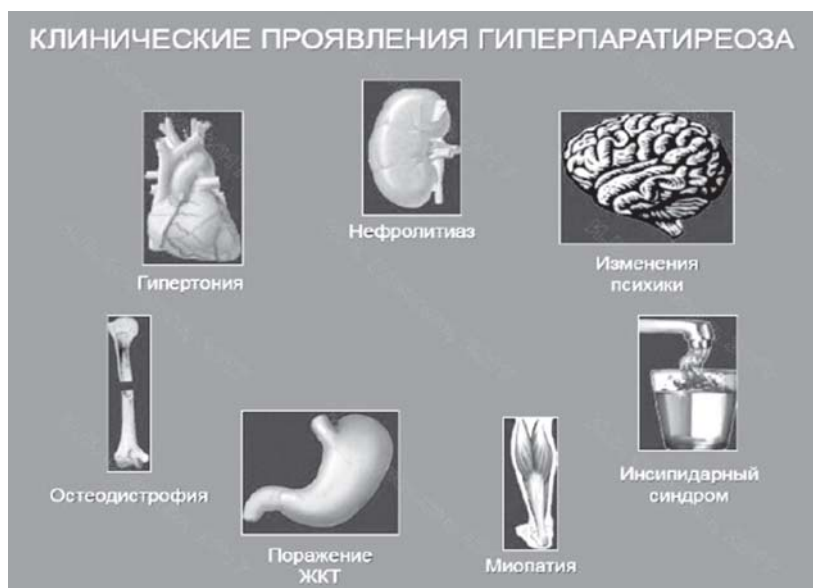 КЛИНИЧЕСКИЕ ПРОЯВЛЕНИЯ ГИПЕРПАРАТИРЕОЗА
Нефролитиаз
Гипертония
Изменения
психики
Остеодистрофия
Инсипидарный
синдром
Поражение
ЖКТ
Миопатия